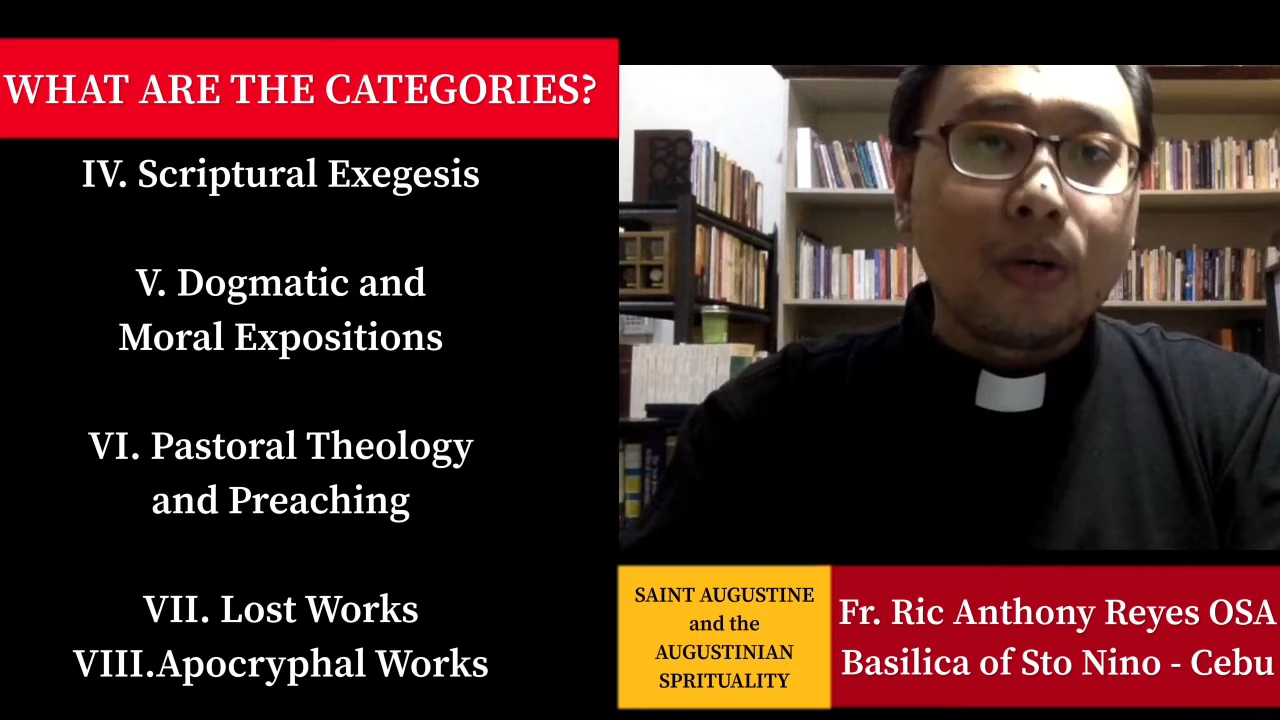 WHAT ARE THE CATEGORIES?
IV. Scriptural Exegesis
V. Dogmatic and
Moral Expositions
VI. Pastoral Theology
and Preaching
VII. Lost Works
VIII.Apocryphal Works
SAINT AUGUSTINE
and the
AUGUSTINIAN
SPRITUALITY
Fr. Ric Anthony Reyes OSA
Basilica of Sto Nino - Cebu